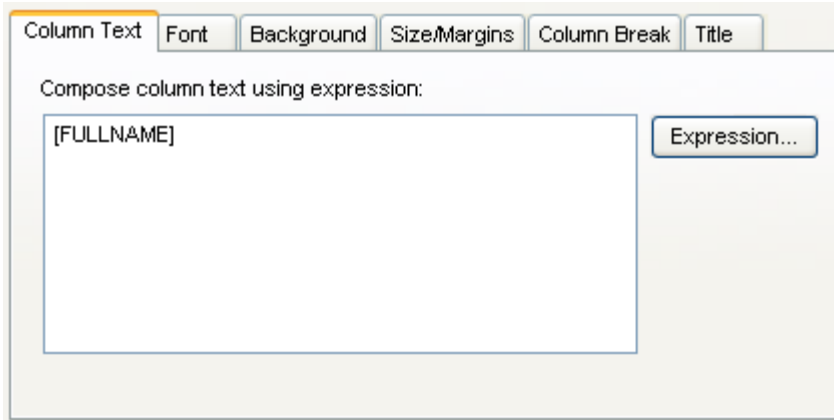 Column Text Font Background Size/Margins Column Break Title
Compose column text using expression:
[FULLNAME] Expression...